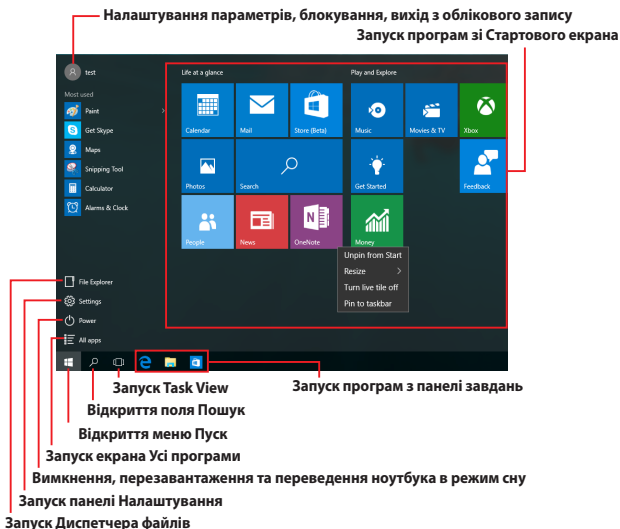 Налаштування параметрів, блокування, вихід з облікового запису
Запуск програм зі Стартового екрана
test
Life at a glance
Play and Explore
Most used
Paint
Get Skype
Maps
Snipping Tool
Calculator
Alarms & Clock
Calendar
Mail
Store (Beta)
Music
Movies & TV
Xbox
Photos
Search
Get Started
Feedback
People
News
OneNote
Money
Unpin from Start
Resize
Turn live tile off
Pin to taskbar
File Explorer
Settings
Power
All apps
Запуск Task View
Запуск програм з панелі завдань
Відкриття поля Пошук
Відкриття меню Пуск
Запуск екрана Усі програми
Вимкнення, перезавантаження та переведення ноутбука в режим сну
Запуск панелі Налаштування
Запуск Диспетчера файлів